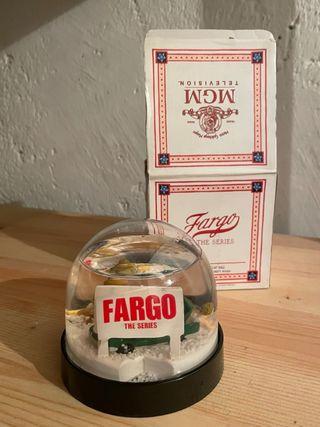 MGM
TELEVISION.
Fargo
THE SERIES
FARGO
THE SERIES